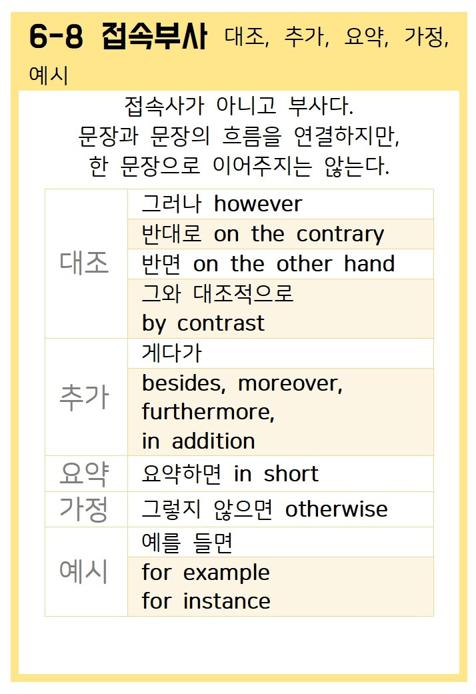 6-8 접속부사 대조, 추가, 요약, 가정,
예시
접속사가 아니고 부사다.
문장과 문장의 흐름을 연결하지만,
한 문장으로 이어주지는 않는다.
대조
그러나 however
반대로 on the contrary
반면 on the other hand
그와 대조적으로
by contrast
추가
게다가
besides, moreover,
furthermore,
in addition
요약
요약하면 in short
가정
그렇지 않으면 otherwise
예시
예를 들면
for example
for instance